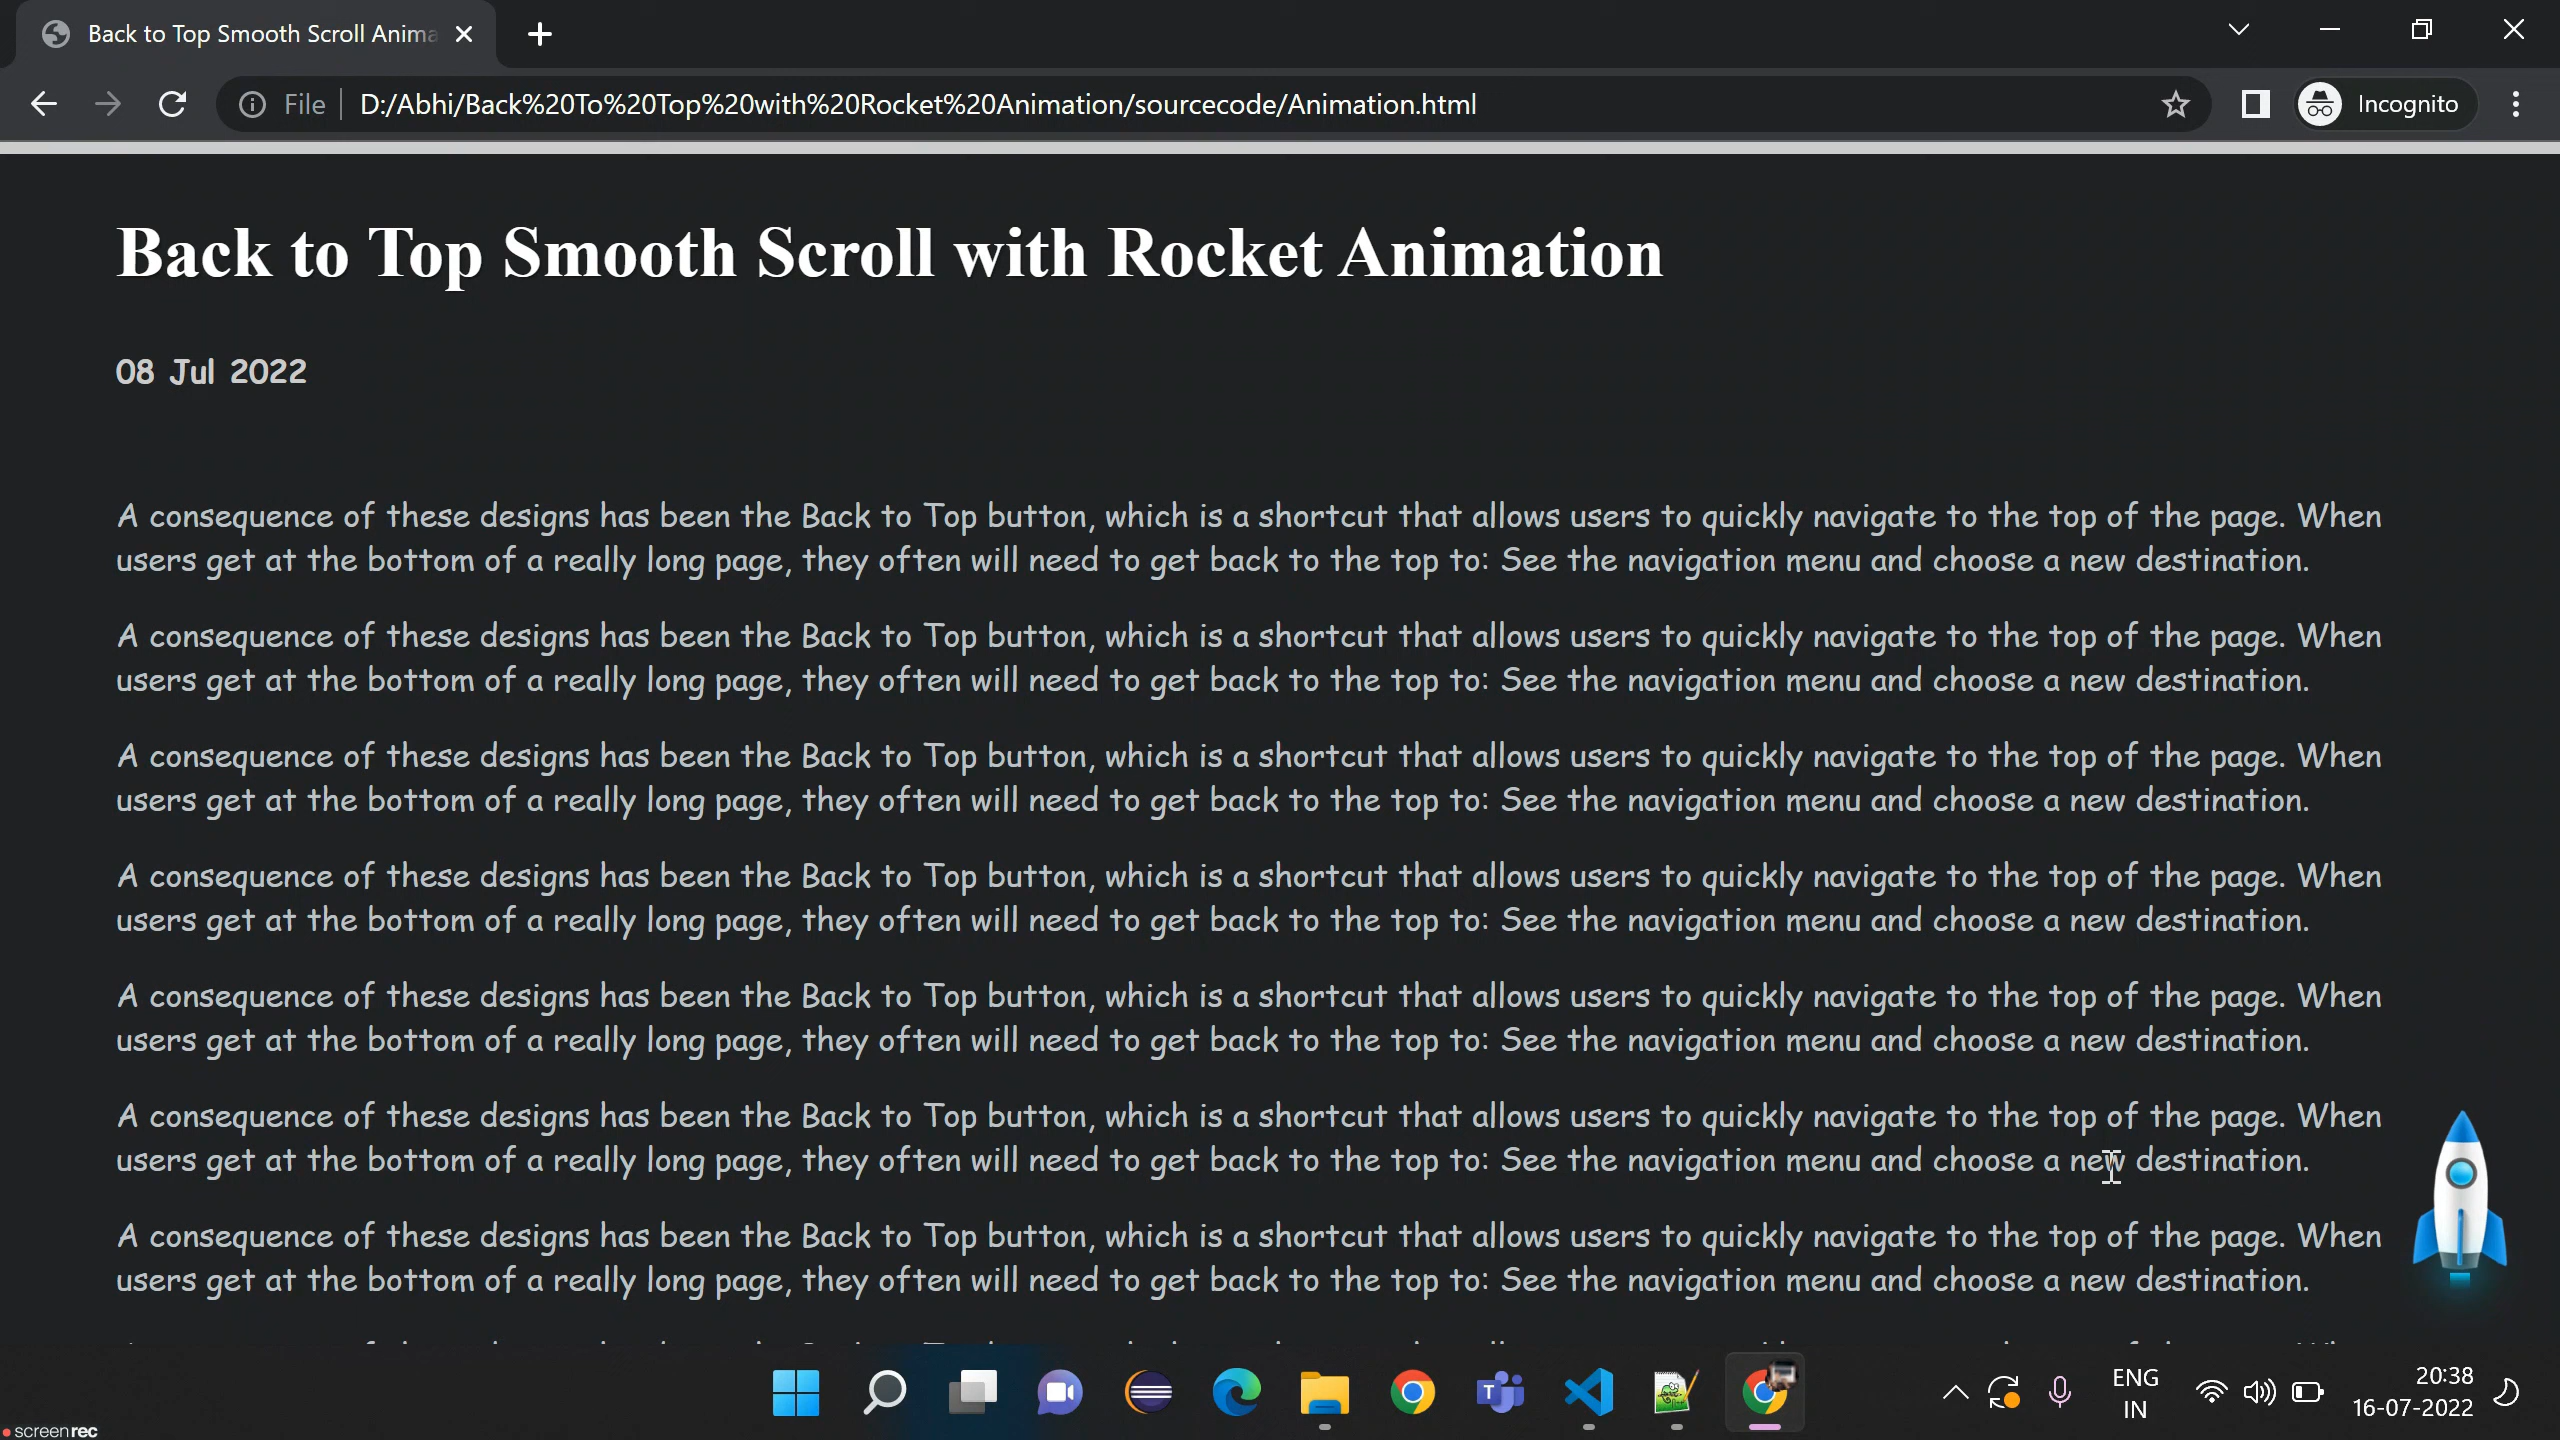 Back to Top Smooth Scroll Anima
File
D:/Abhi/Back%20To%20Top%20with%20Rocket%20Animation/sourcecode/Animation.html
Incognito
Back to Top Smooth Scroll with Rocket Animation
08 Jul 2022
A consequence of these designs has been the Back to Top button, which is a shortcut that allows users to quickly navigate to the top of the page. When
users get at the bottom of a really long page, they often will need to get back to the top to: See the navigation menu and choose a new destination.
A consequence of these designs has been the Back to Top button, which is a shortcut that allows users to quickly navigate to the top of the page. When
users get at the bottom of a really long page, they often will need to get back to the top to: See the navigation menu and choose a new destination.
A consequence of these designs has been the Back to Top button, which is a shortcut that allows users to quickly navigate to the top of the page. When
users get at the bottom of a really long page, they often will need to get back to the top to: See the navigation menu and choose a new destination.
A consequence of these designs has been the Back to Top button, which is a shortcut that allows users to quickly navigate to the top of the page. When
users get at the bottom of a really long page, they often will need to get back to the top to: See the navigation menu and choose a new destination.
A consequence of these designs has been the Back to Top button, which is a shortcut that allows users to quickly navigate to the top of the page. When
users get at the bottom of a really long page, they often will need to get back to the top to: See the navigation menu and choose a new destination.
A consequence of these designs has been the Back to Top button, which is a shortcut that allows users to quickly navigate to the top of the page. When
users get at the bottom of a really long page, they often will need to get back to the top to: See the navigation menu and choose a new destination.
A consequence of these designs has been the Back to Top button, which is a shortcut that allows users to quickly navigate to the top of the page. When
users get at the bottom of a really long page, they often will need to get back to the top to: See the navigation menu and choose a new destination.
ENG
IN
20:38
16-07-2022
screenrec